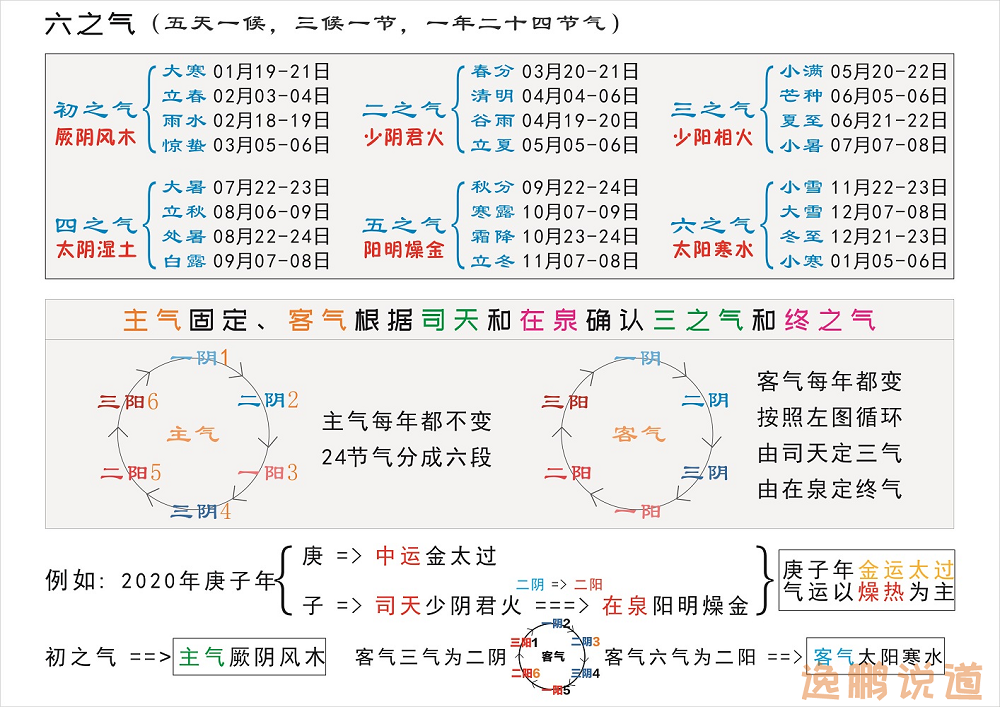 六之气（五天一候，三候一节，一年二十四节气）
初之气
厥阴风木
大寒 01月19-21日
立春 02月03-04日
雨水 02月18-19日
惊蛰 03月05-06日
二之气
少阴君火
春分 03月20-21日
清明 04月04-06日
谷雨 04月19-20日
立夏 05月05-06日
三之气
少阳相火
小满 05月20-22日
芒种 06月05-06日
夏至 06月21-22日
小暑 07月07-08日
四之气
太阴湿土
大暑 07月22-23日
立秋 08月06-09日
处暑 08月22-24日
白露 09月07-08日
五之气
阳明燥金
秋分 09月22-24日
寒露 10月07-09日
霜降 10月23-24日
立冬 11月07-08日
六之气
太阳寒水
小雪 11月22-23日
大雪 12月07-08日
冬至 12月21-23日
小寒 01月05-06日
主气固定、客气根据司天和在泉确认三之气和终之气
一阴1
二阴2
一阳3
三阴4
二阳5
三阳6
主气
主气每年都不变
24节气分成六段
一阴
二阴
三阴
一阳
二阳
三阳
客气
客气每年都变
按照左图循环
由司天定三气
由在泉定终气
例如: 2020年庚子年
庚 => 中运金太过
二阴 => 二阳
子 => 司天少阴君火 ===> 在泉阳明燥金
庚子年金运太过
气运以燥热为主
初之气 ==> 主气厥阴风木
客气三气为二阴
一阴2
二阴3
三阴4
一阳5
二阳6
三阳1
客气
客气六气为二阳 ==> 客气太阳寒水
逸鹏说道